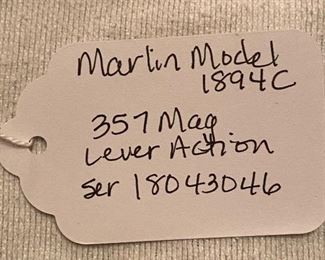 Marlin Model
1894C
357 Mag
Lever Action
Ser 18043046